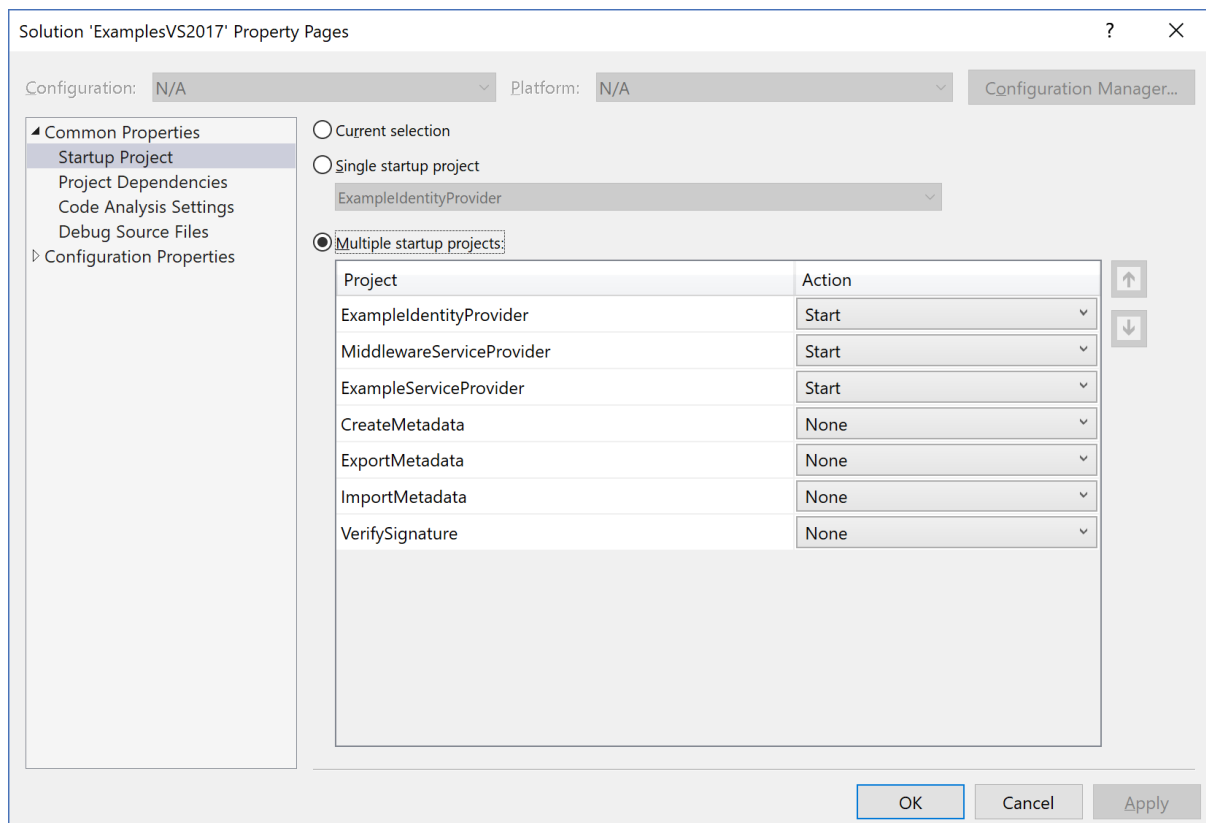 Solution 'ExamplesVS2017' Property Pages ?
Configuration: N/A Platform: N/A Configuration Manager...
Common Properties
Startup Project
Project Dependencies
Code Analysis Settings
Debug Source Files
Configuration Properties
Current selection
Single startup project
ExampleIdentityProvider
Multiple startup projects:
Project Action
ExampleIdentityProvider Start
MiddlewareServiceProvider Start
ExampleServiceProvider Start
CreateMetadata None
ExportMetadata None
ImportMetadata None
VerifySignature None
OK Cancel Apply